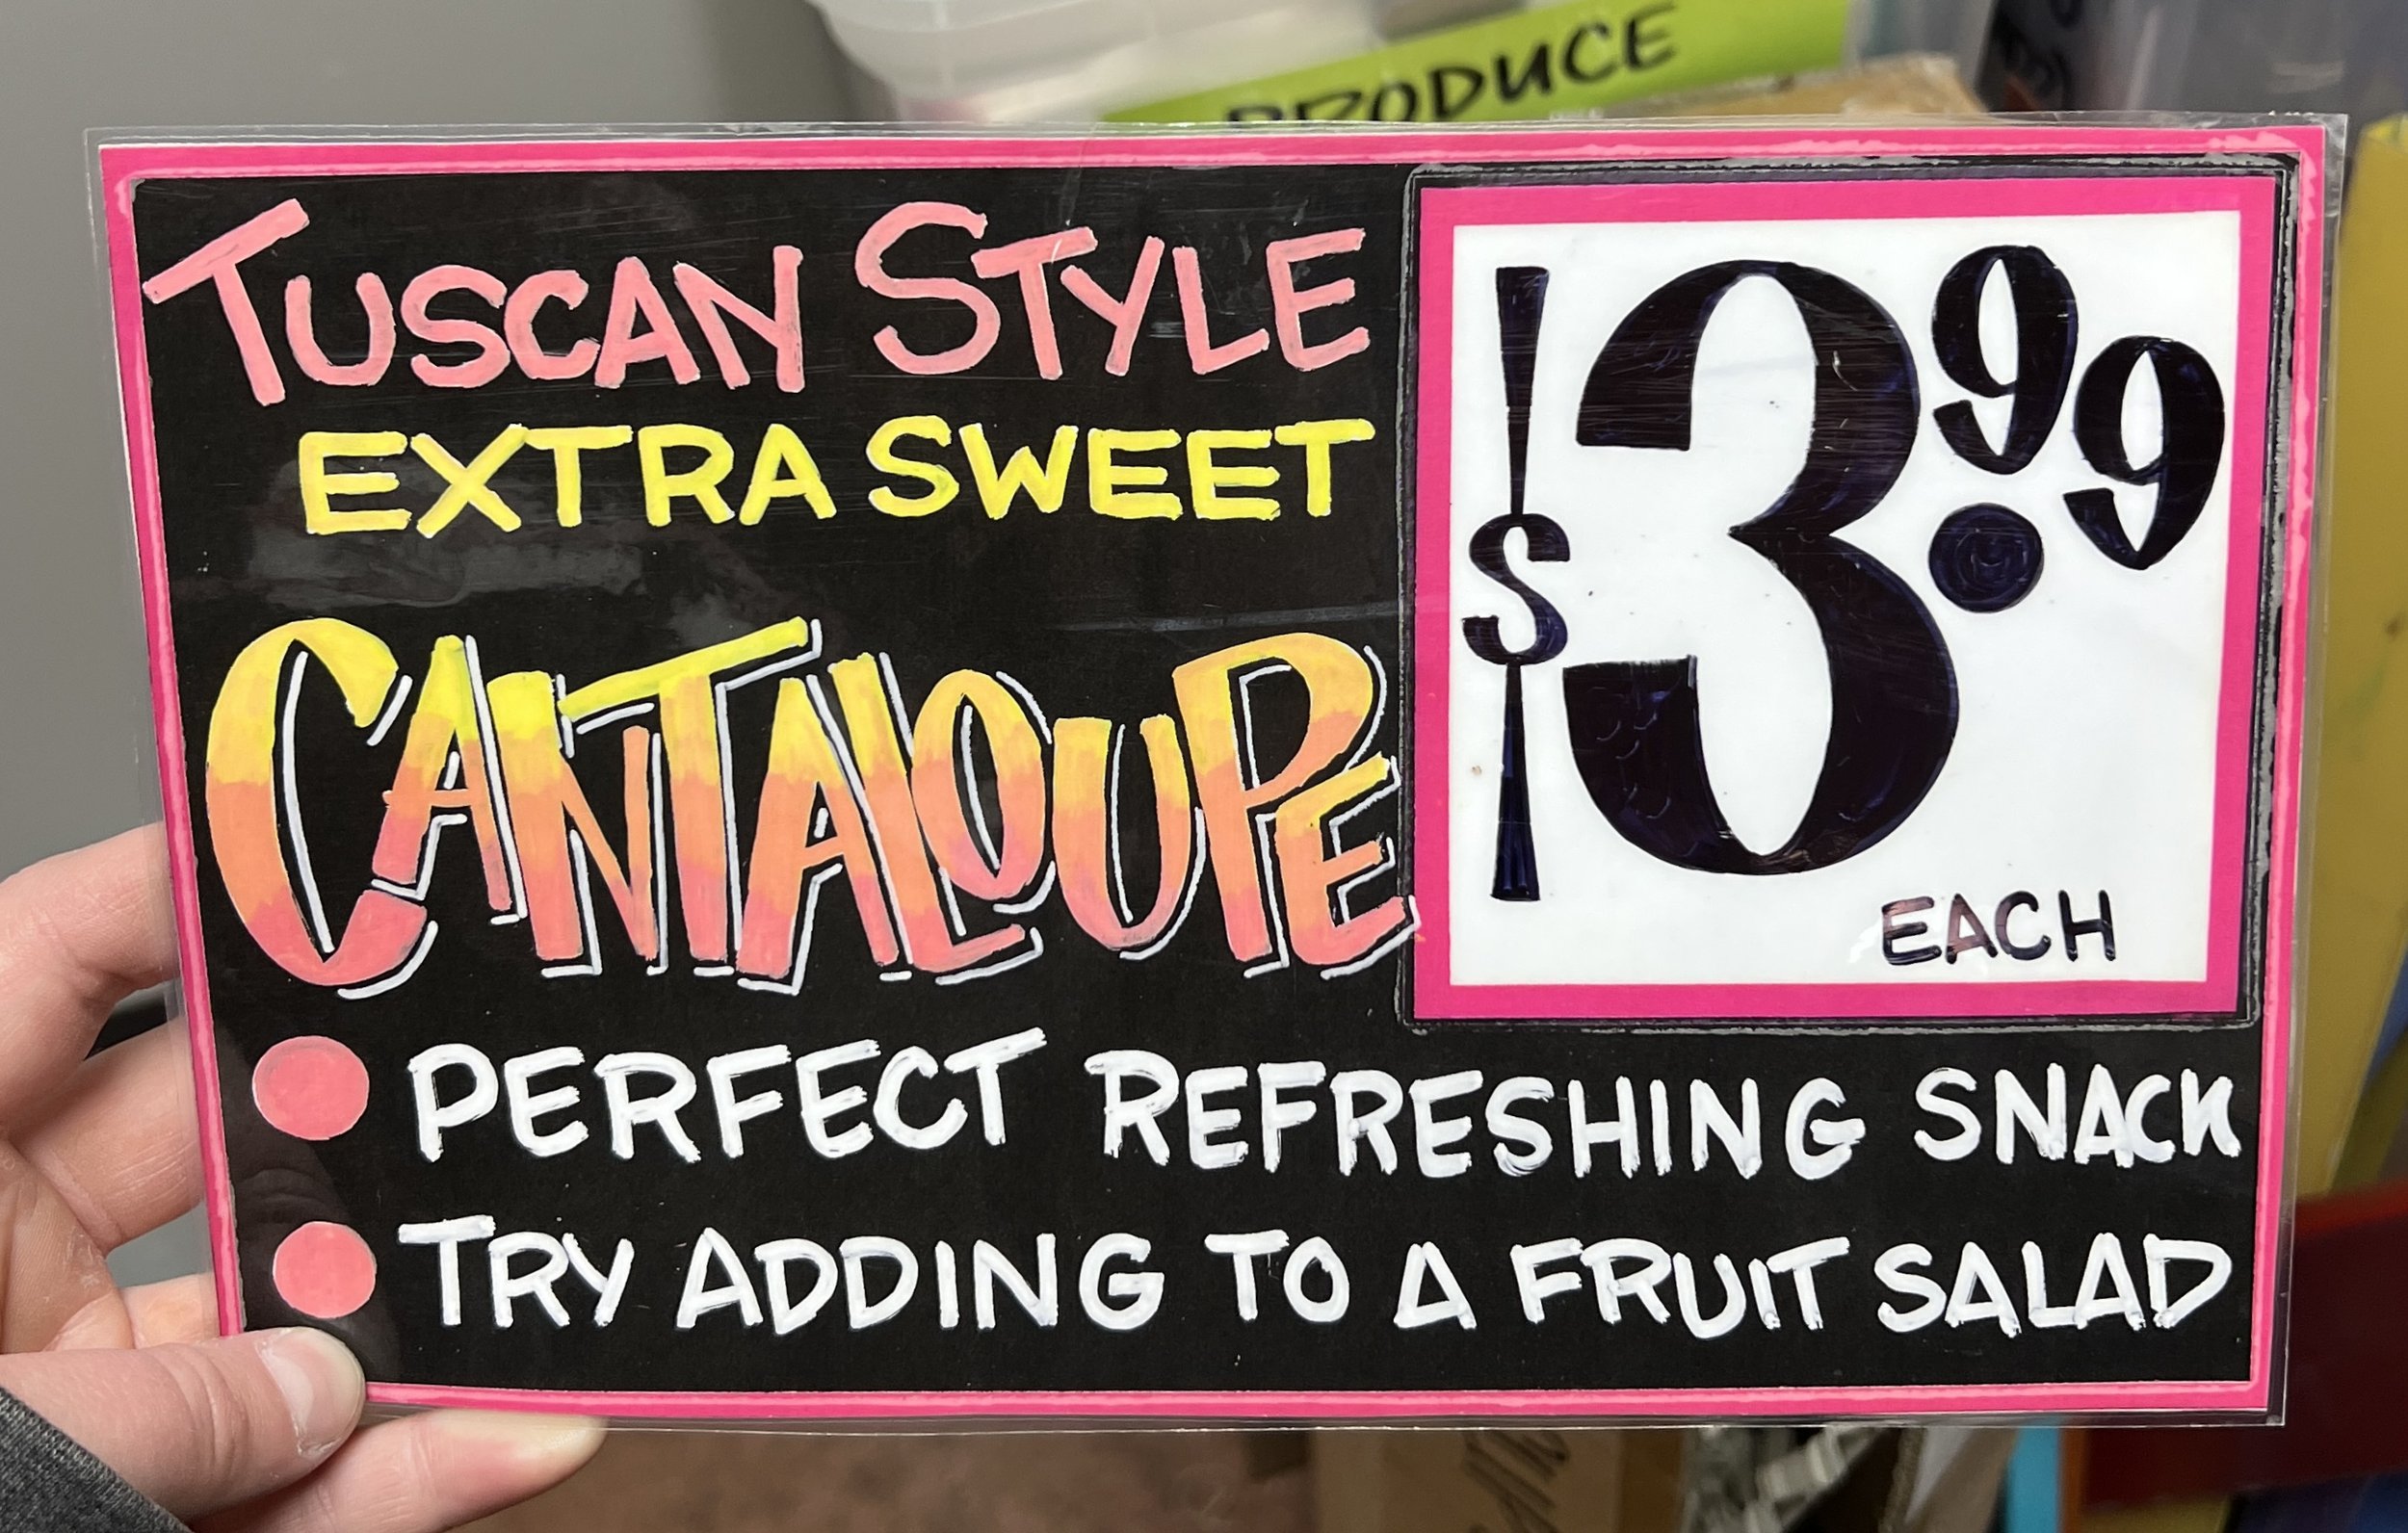 PRODUCE
TUSCAN STYLE
EXTRA SWEET
CANTALOUPE
$3.99
EACH
PERFECT REFRESHING SNACK
TRY ADDING TO A FRUIT SALAD